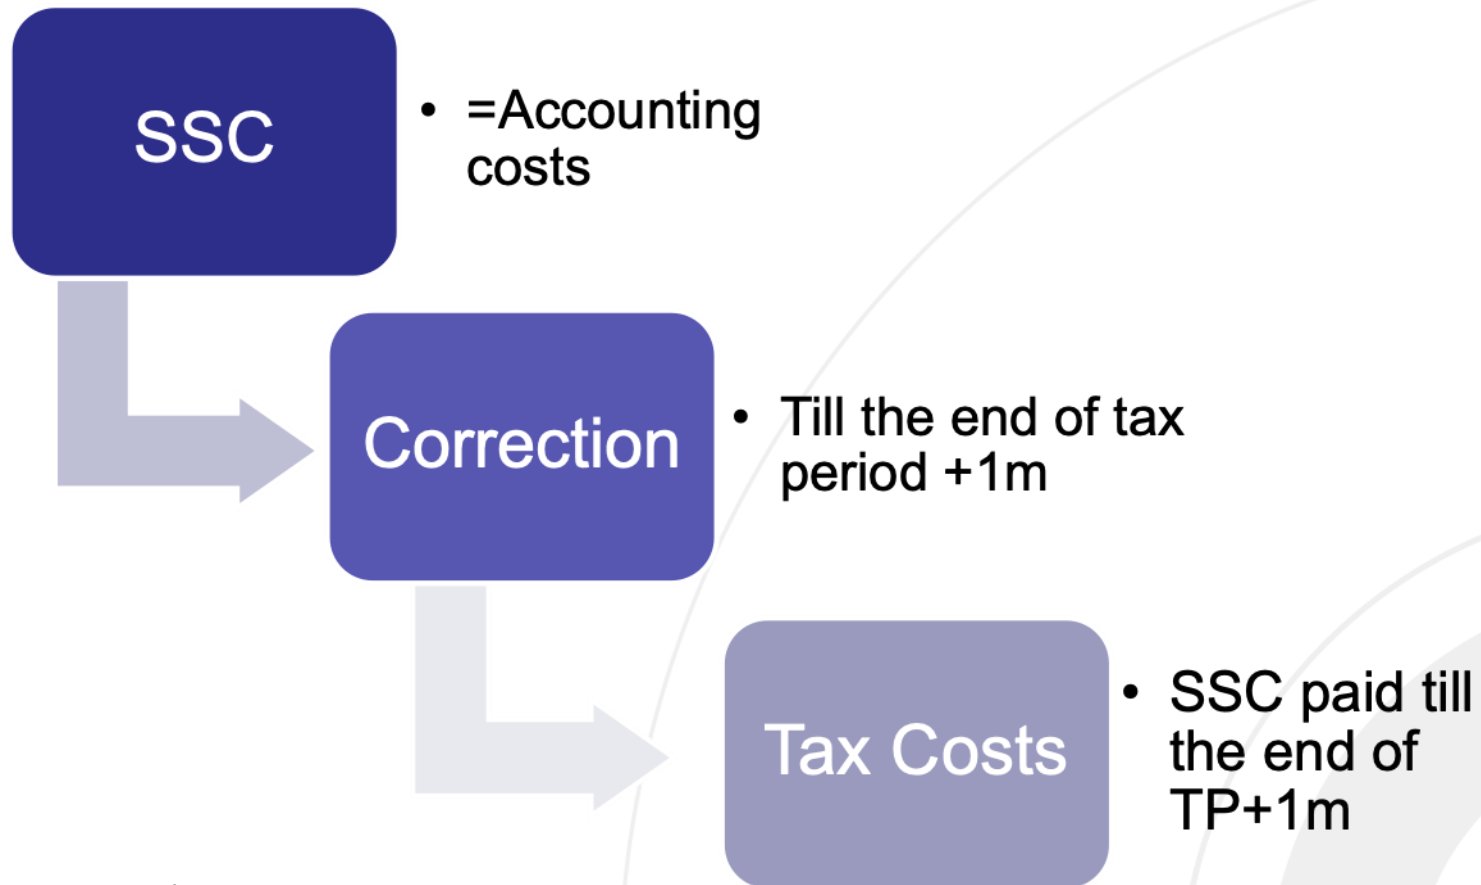 SSC
• =Accounting
costs
Correction
• Till the end of tax
period +1m
Tax Costs
• SSC paid till
the end of
TP+1m